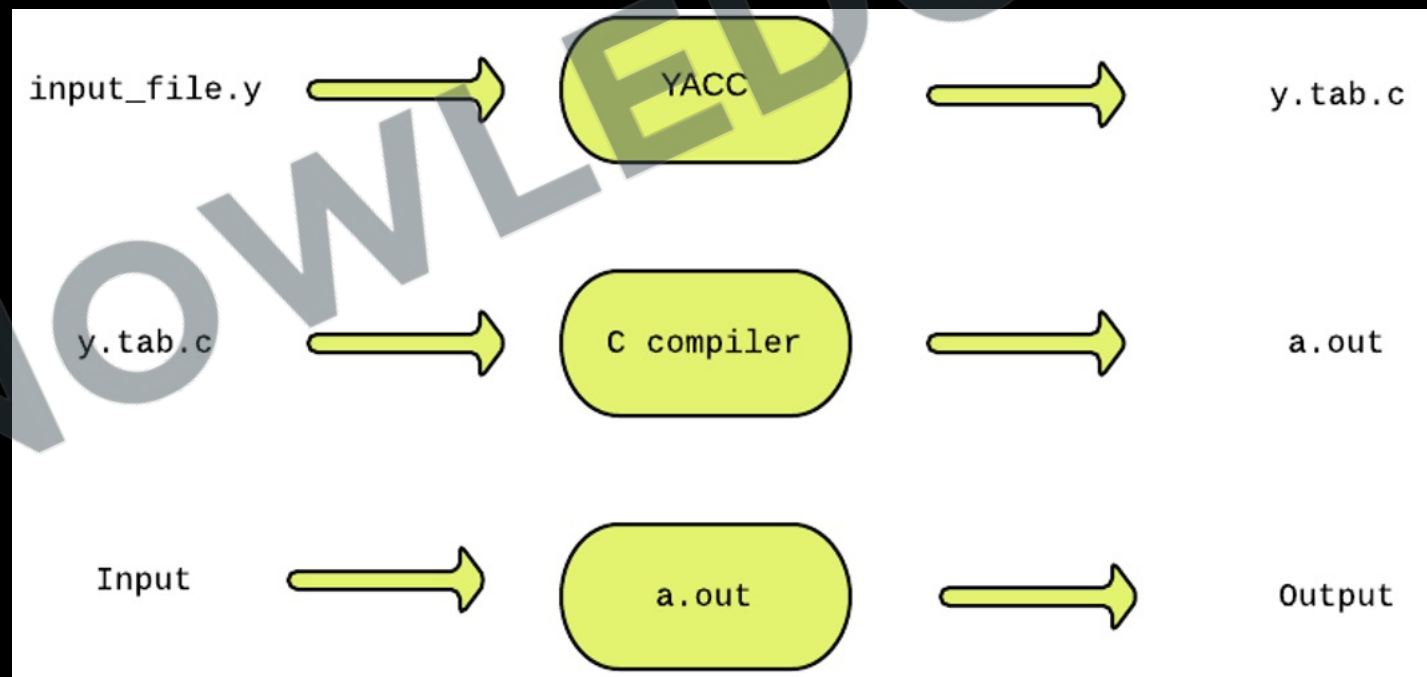 input_file.y
YACC
y.tab.c
y.tab.c
C compiler
a.out
Input
a.out
Output